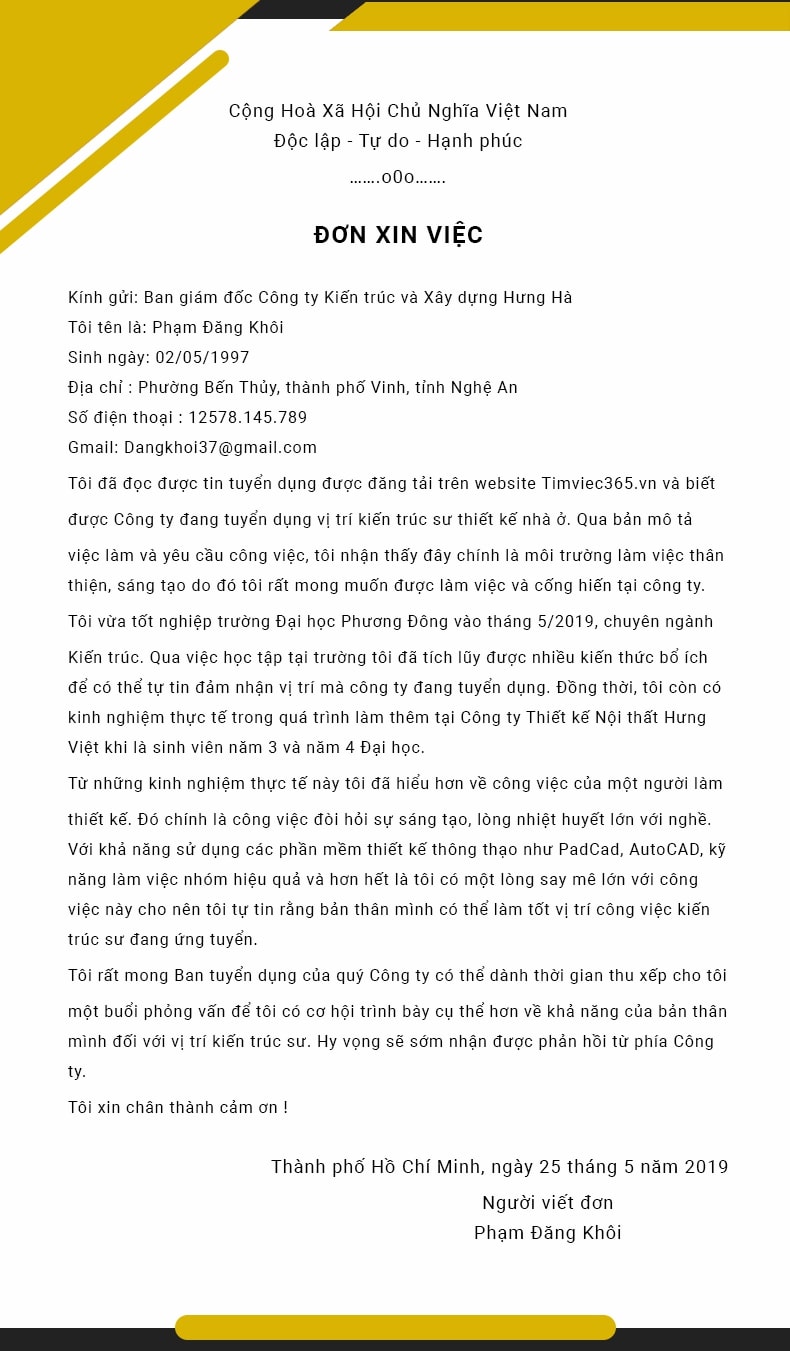 Cộng Hoà Xã Hội Chủ Nghĩa Việt Nam
Độc lập - Tự do - Hạnh phúc
…….o0o…….
ĐƠN XIN VIỆC
Kính gửi: Ban giám đốc Công ty Kiến trúc và Xây dựng Hưng Hà
Tôi tên là: Phạm Đăng Khôi
Sinh ngày: 02/05/1997
Địa chỉ : Phường Bến Thủy, thành phố Vinh, tỉnh Nghệ An
Số điện thoại : 12578.145.789
Gmail: Dangkhoi37@gmail.com
Tôi đã đọc được tin tuyển dụng được đăng tải trên website Timviec365.vn và biết
được Công ty đang tuyển dụng vị trí kiến trúc sư thiết kế nhà ở. Qua bản mô tả
việc làm và yêu cầu công việc, tôi nhận thấy đây chính là môi trường làm việc thân
thiện, sáng tạo do đó tôi rất mong muốn được làm việc và cống hiến tại công ty.
Tôi vừa tốt nghiệp trường Đại học Phương Đông vào tháng 5/2019, chuyên ngành
Kiến trúc. Qua việc học tập tại trường tôi đã tích lũy được nhiều kiến thức bổ ích
để có thể tự tin đảm nhận vị trí mà công ty đang tuyển dụng. Đồng thời, tôi còn có
kinh nghiệm thực tế trong quá trình làm thêm tại Công ty Thiết kế Nội thất Hưng
Việt khi là sinh viên năm 3 và năm 4 Đại học.
Từ những kinh nghiệm thực tế này tôi đã hiểu hơn về công việc của một người làm
thiết kế. Đó chính là công việc đòi hỏi sự sáng tạo, lòng nhiệt huyết lớn với nghề.
Với khả năng sử dụng các phần mềm thiết kế thông thạo như PadCad, AutoCAD, kỹ
năng làm việc nhóm hiệu quả và hơn hết là tôi có một lòng say mê lớn với công
việc này cho nên tôi tự tin rằng bản thân mình có thể làm tốt vị trí công việc kiến
trúc sư đang ứng tuyển.
Tôi rất mong Ban tuyển dụng của quý Công ty có thể dành thời gian thu xếp cho tôi
một buổi phỏng vấn để tôi có cơ hội trình bày cụ thể hơn về khả năng của bản thân
mình đối với vị trí kiến trúc sư. Hy vọng sẽ sớm nhận được phản hồi từ phía Công
ty.
Tôi xin chân thành cảm ơn !
Thành phố Hồ Chí Minh, ngày 25 tháng 5 năm 2019
Người viết đơn
Phạm Đăng Khôi